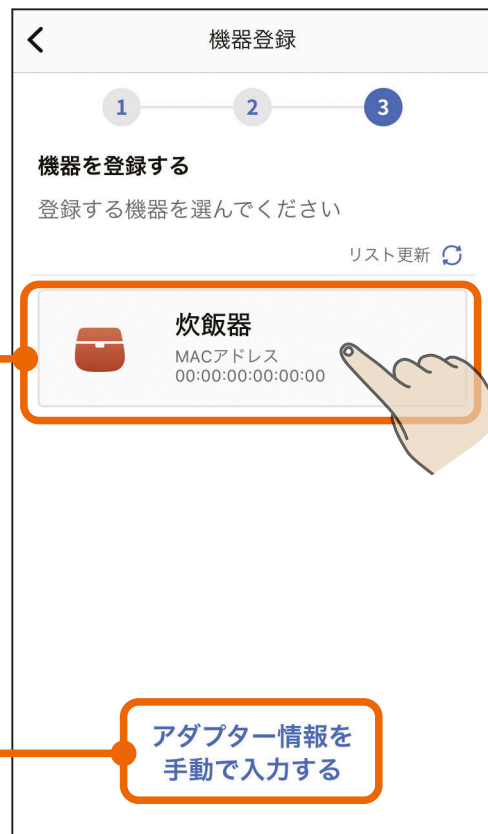 機器登録
1 2 3
機器を登録する
登録する機器を選んでください
リスト更新
炊飯器
MACアドレス
00:00:00:00:00:00
アダプター情報を
手動で入力する